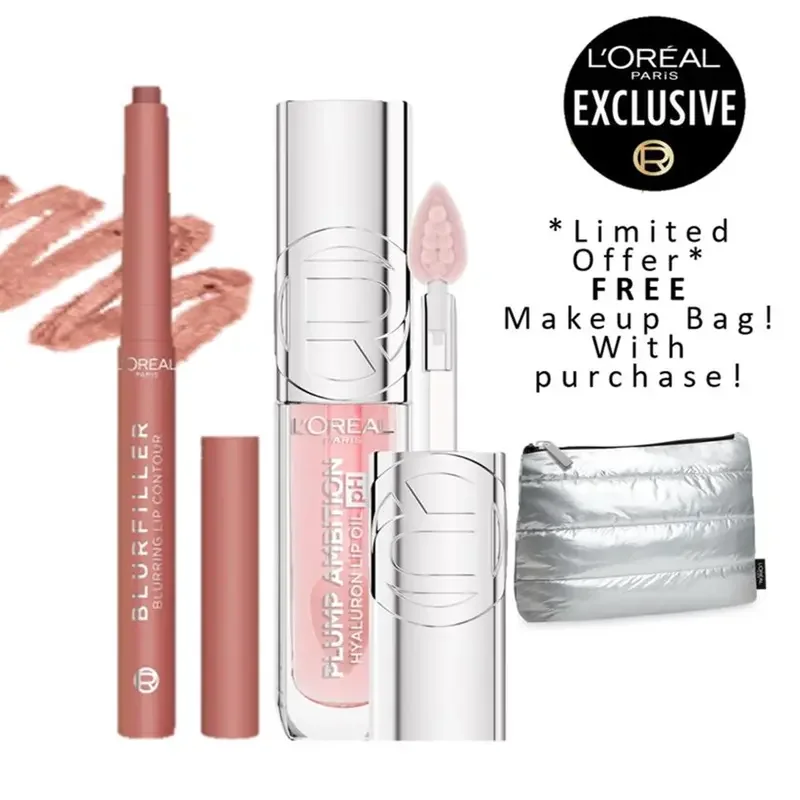 L'ORÉAL
PARIS
EXCLUSIVE
*Limited
Offer*
FREE
Makeup Bag!
With
purchase!
L'ORÉAL
PARIS
BLURFILLER
BLURRING LIP CONTOUR
L'ORÉAL
PARIS
PLUMP AMBITION
HYALURON LIP OIL pH